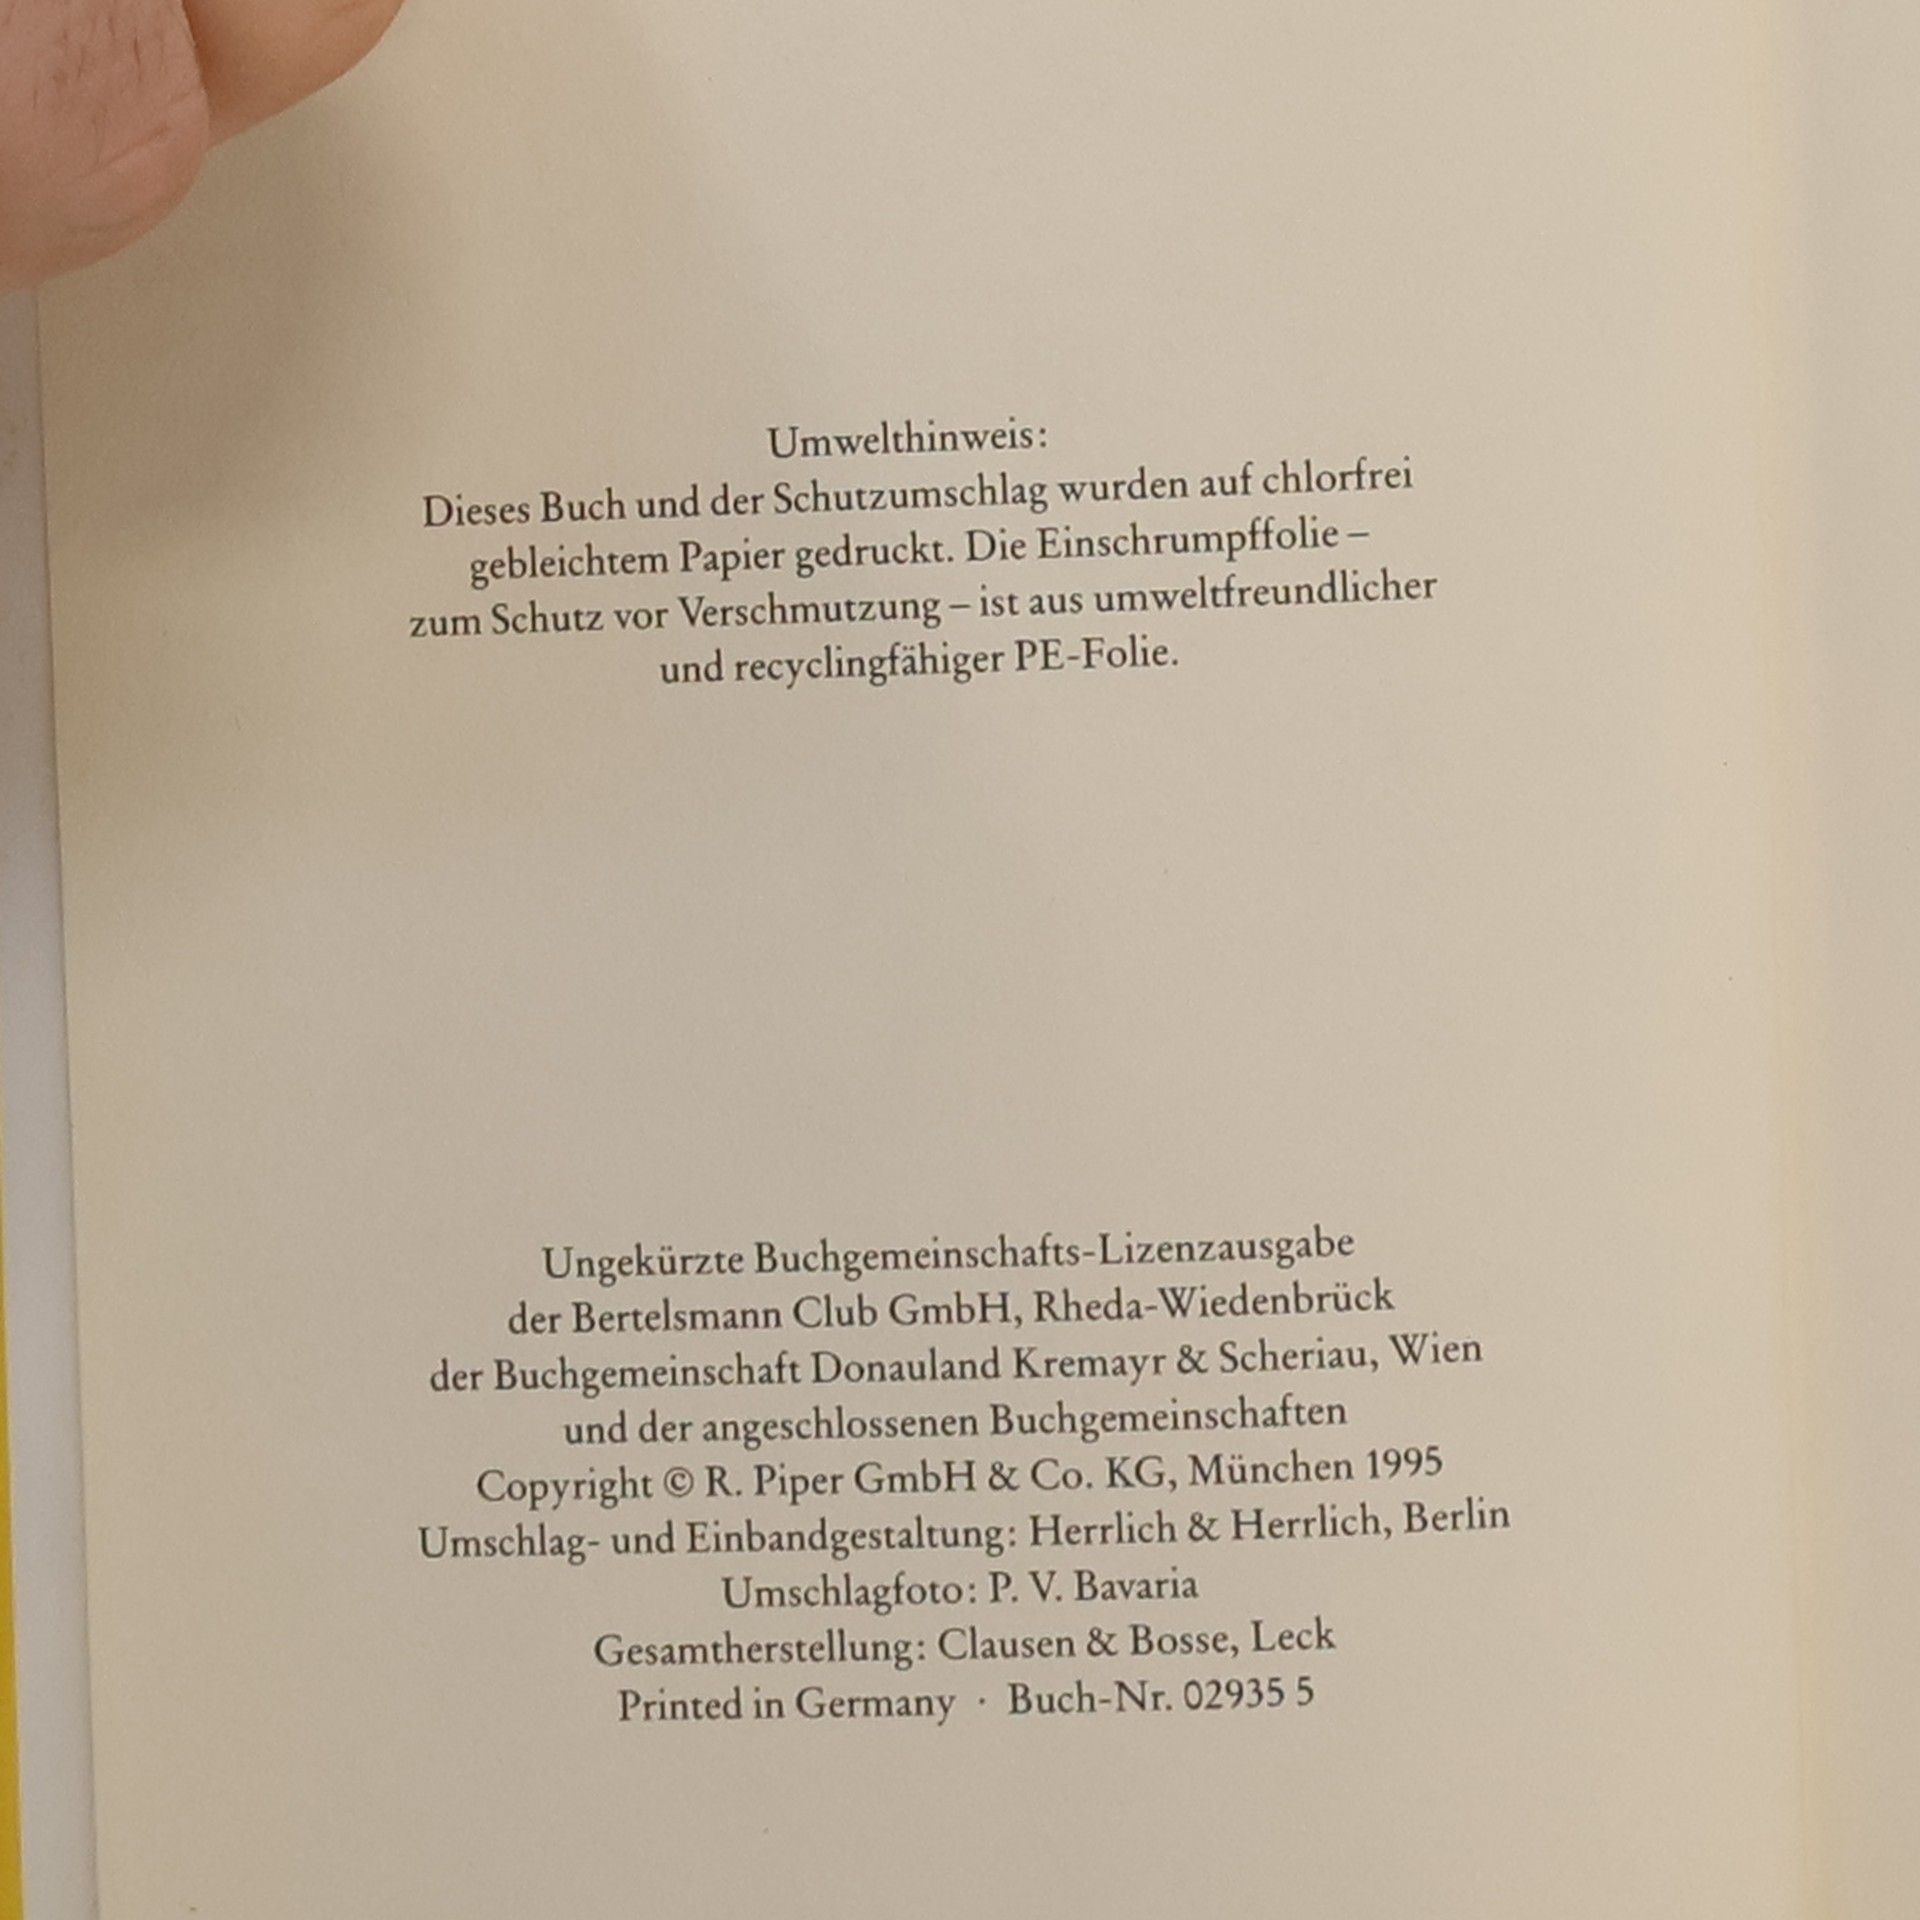 Umwelthinweis:
Dieses Buch und der Schutzumschlag wurden auf chlorfrei
gebleichtem Papier gedruckt. Die Einschrumpffolie –
zum Schutz vor Verschmutzung – ist aus umweltfreundlicher
und recyclingfähiger PE-Folie.
Ungekürzte Buchgemeinschafts-Lizenzausgabe
der Bertelsmann Club GmbH, Rheda-Wiedenbrück
der Buchgemeinschaft Donauland Kremayr & Scheriau, Wien
und der angeschlossenen Buchgemeinschaften
Copyright © R. Piper GmbH & Co. KG, München 1995
Umschlag- und Einbandgestaltung: Herrlich & Herrlich, Berlin
Umschlagfoto: P. V. Bavaria
Gesamtherstellung: Clausen & Bosse, Leck
Printed in Germany · Buch-Nr. 02935 5